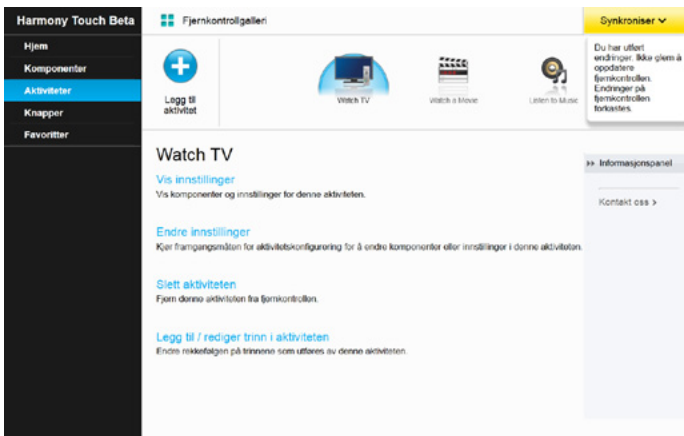 Harmony Touch Beta
Fjernkontrollgalleri
Synkroniser
Hjem
Komponenter
Aktiviteter
Knapper
Favoritter
Legg til
aktivitet
Watch TV
Watch a Movie
Listen to Music
Du har utført
endringer. Ikke glem å
oppdatere
fjernkontrollen.
Endringer på
fjernkontrollen
forkastes.
Watch TV
Vis innstillinger
Vis komponenter og innstillinger for denne aktiviteten.
Endre innstillinger
Kjør framgangsmåten for aktivitetskonfigurering for å endre komponenter eller innstillinger i denne aktiviteten.
Slett aktiviteten
Fjern denne aktiviteten fra fjernkontrollen.
Legg til / rediger trinn i aktiviteten
Endre rekkefølgen på trinnene som utføres av denne aktiviteten.
Informasjonspanel
Kontakt oss >